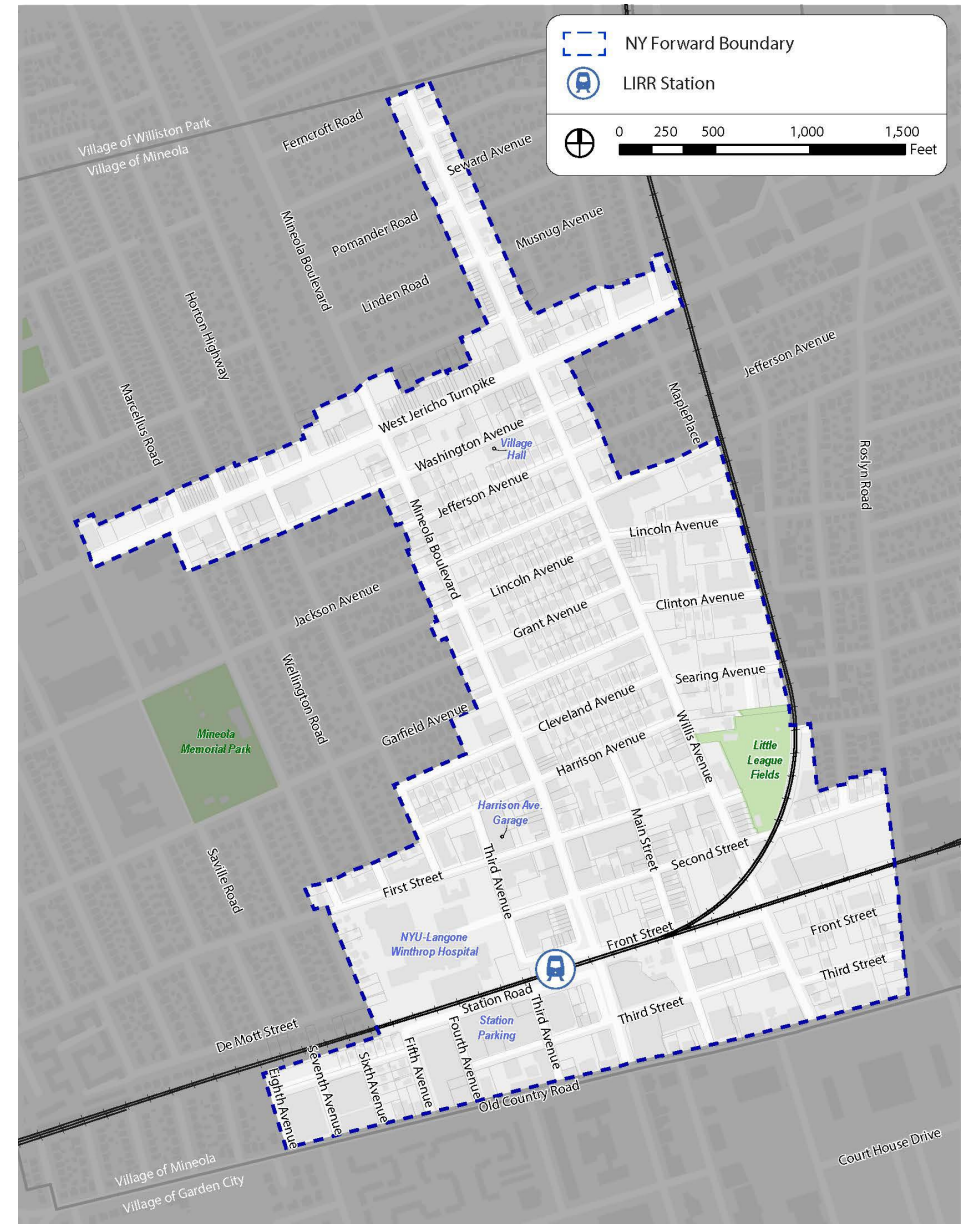 NY Forward Boundary
LIRR Station
0 250 500 1,000 1,500
Feet
Village of Williston Park
Village of Mineola
Ferncroft Road
Seward Avenue
Mineola Boulevard
Pomander Road
Musnug Avenue
Linden Road
Horton Highway
Jefferson Avenue
Marcellus Road
MaplePlace
West Jericho Turnpike
Washington Avenue
Village
Hall
Roslyn Road
Jefferson Avenue
Mineola Boulevard
Lincoln Avenue
Lincoln Avenue
Jackson Avenue
Clinton Avenue
Grant Avenue
Wellington Road
Searing Avenue
Cleveland Avenue
Garfield Avenue
Willis Avenue
Mineola
Memorial Park
Harrison Avenue
Little
League
Fields
Harrison Ave.
Garage
Main Street
Second Street
Third Avenue
Saville Road
First Street
Front Street
Front Street
NYU-Langone
Winthrop Hospital
Third Street
Station Road
Third Avenue
Third Street
Station
Parking
De Mott Street
Fourth Avenue
Fifth Avenue
Sixth Avenue
Seventh Avenue
Eighth Avenue
Old Country Road
Court House Drive
Village of Mineola
Village of Garden City